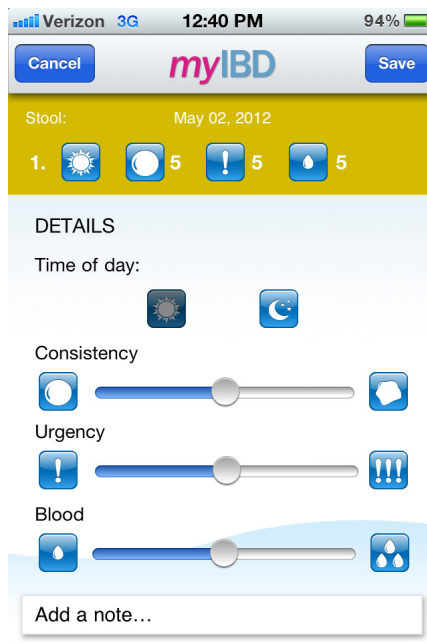 Verizon 3G 12:40 PM 94%
Cancel myIBD Save
Stool: May 02, 2012
1. 5 5 5
DETAILS
Time of day:
Consistency
Urgency
Blood
Add a note...